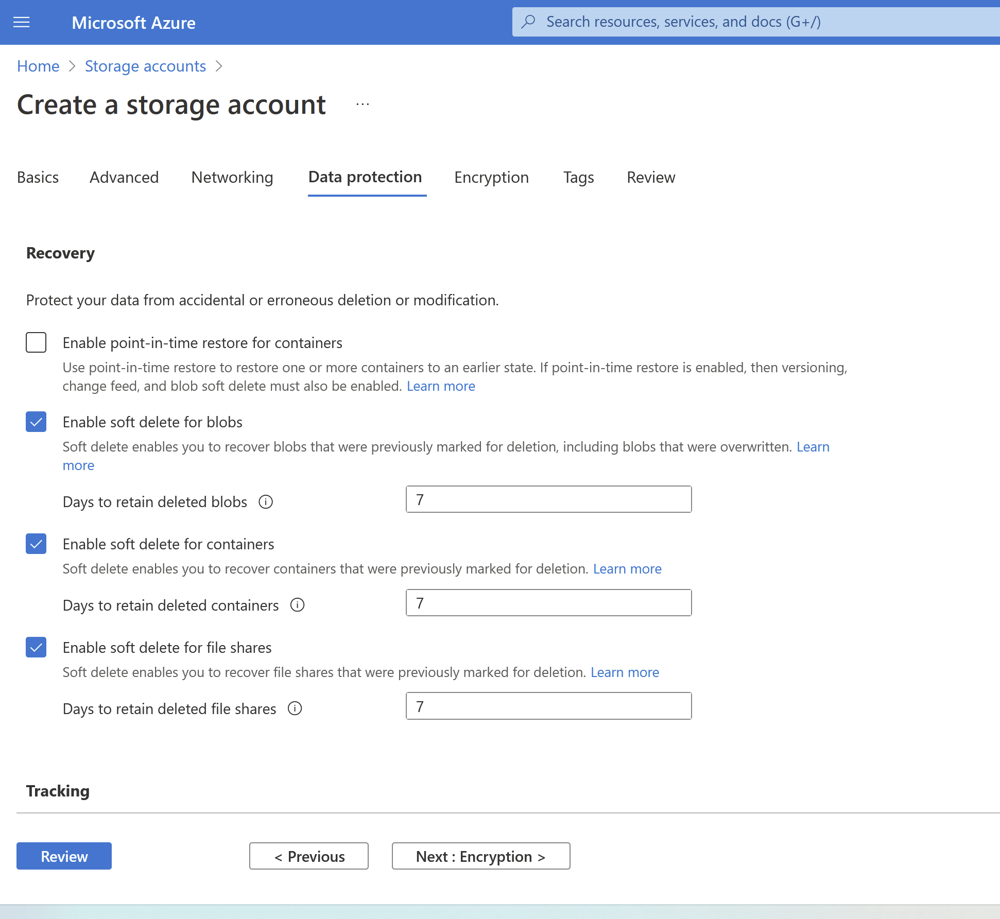 Microsoft Azure
Search resources, services, and docs (G+/)
Home > Storage accounts >
Create a storage account ...
Basics Advanced Networking Data protection Encryption Tags Review
Recovery
Protect your data from accidental or erroneous deletion or modification.
Enable point-in-time restore for containers
Use point-in-time restore to restore one or more containers to an earlier state. If point-in-time restore is enabled, then versioning,
change feed, and blob soft delete must also be enabled. Learn more
Enable soft delete for blobs
Soft delete enables you to recover blobs that were previously marked for deletion, including blobs that were overwritten. Learn
more
Days to retain deleted blobs 7
Enable soft delete for containers
Soft delete enables you to recover containers that were previously marked for deletion. Learn more
Days to retain deleted containers 7
Enable soft delete for file shares
Soft delete enables you to recover file shares that were previously marked for deletion. Learn more
Days to retain deleted file shares 7
Tracking
Review < Previous Next : Encryption >